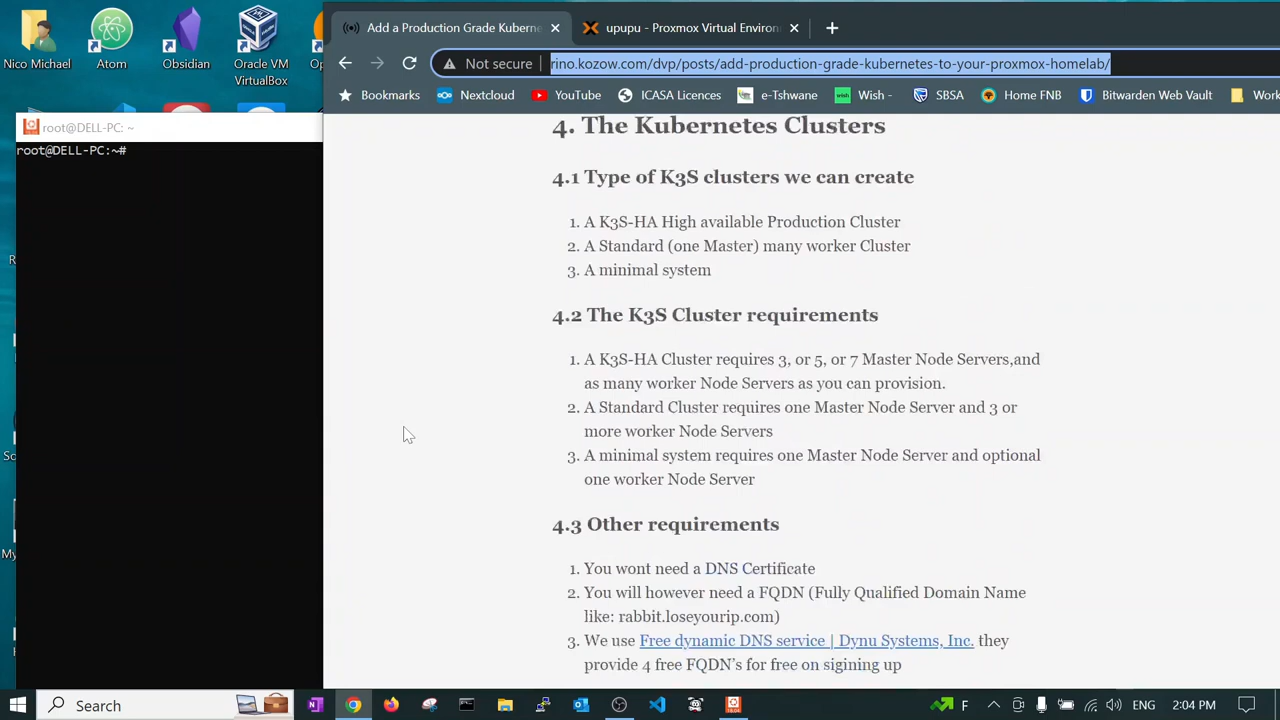 Nico Michael
Atom
Obsidian
Oracle VM
VirtualBox
Add a Production Grade Kuberne
upupu - Proxmox Virtual Environ
Not secure
rino.kozow.com/dvp/posts/add-production-grade-kubernetes-to-your-proxmox-homelab/
Bookmarks
Nextcloud
YouTube
ICASA Licences
e-Tshwane
Wish -
SBSA
Home FNB
Bitwarden Web Vault
Work
root@DELL-PC: ~
root@DELL-PC:~#
4. The Kubernetes Clusters
4.1 Type of K3S clusters we can create
1. A K3S-HA High available Production Cluster
2. A Standard (one Master) many worker Cluster
3. A minimal system
4.2 The K3S Cluster requirements
1. A K3S-HA Cluster requires 3, or 5, or 7 Master Node Servers,and
as many worker Node Servers as you can provision.
2. A Standard Cluster requires one Master Node Server and 3 or
more worker Node Servers
3. A minimal system requires one Master Node Server and optional
one worker Node Server
4.3 Other requirements
1. You wont need a DNS Certificate
2. You will however need a FQDN (Fully Qualified Domain Name
like: rabbit.loseyourip.com)
3. We use Free dynamic DNS service | Dynu Systems, Inc. they
provide 4 free FQDN’s for free on sigining up
Search
F
ENG
2:04 PM